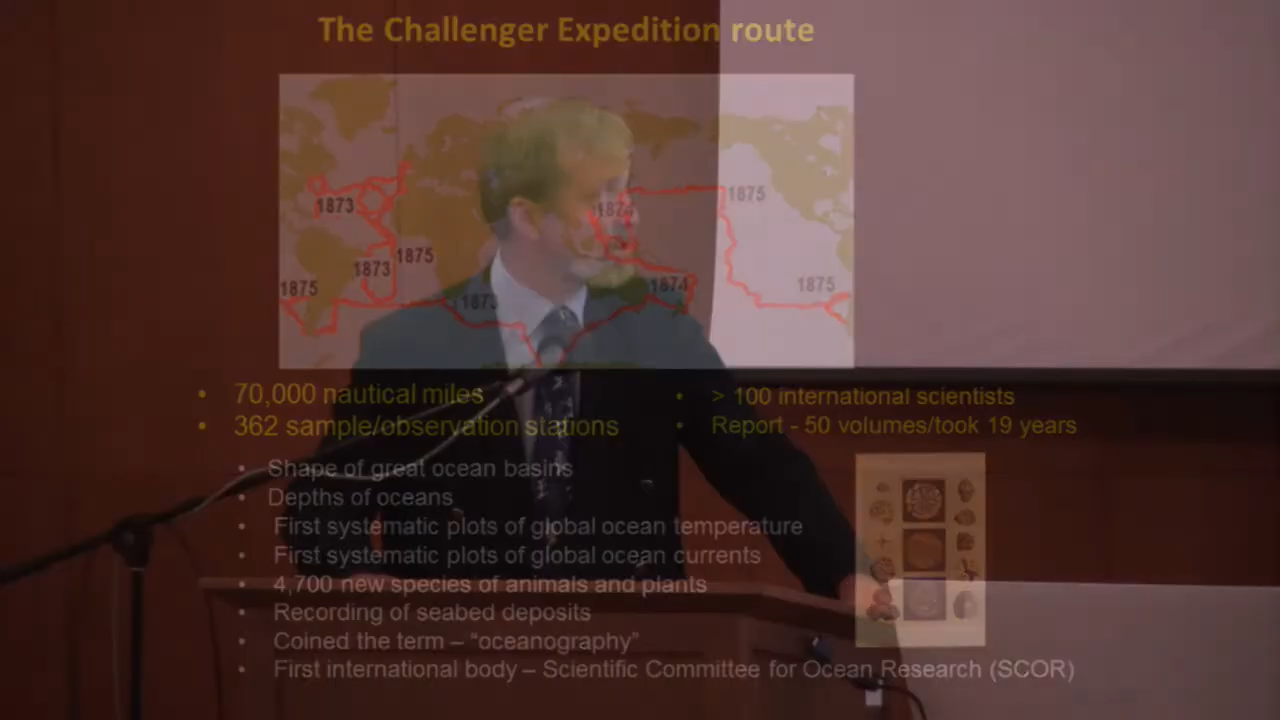 The Challenger Expedition route
1873
1874
1875
1875
1873
1875
1874
1875
1873
• 70,000 nautical miles
• 362 sample/observation stations
• > 100 international scientists
• Report - 50 volumes/took 19 years
• Shape of great ocean basins
• Depths of oceans
• First systematic plots of global ocean temperature
• First systematic plots of global ocean currents
• 4,700 new species of animals and plants
• Recording of seabed deposits
• Coined the term – “oceanography”
• First international body – Scientific Committee for Ocean Research (SCOR)